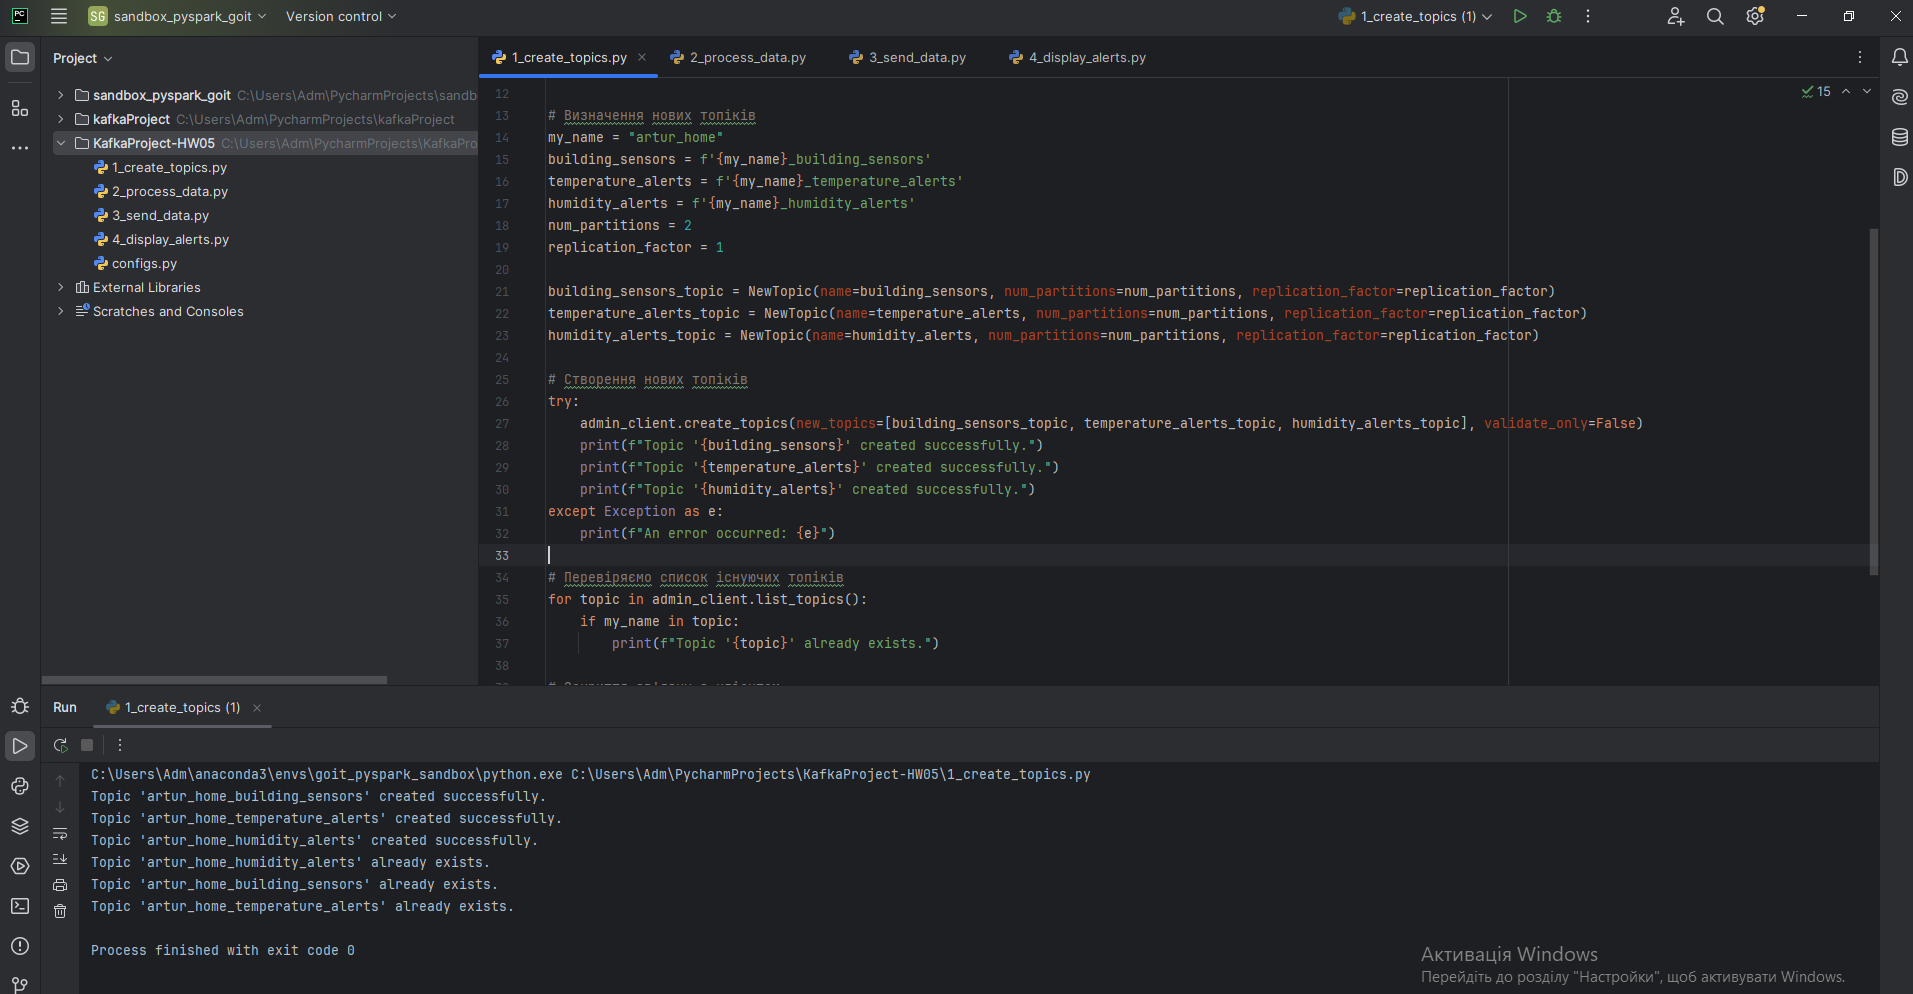 PC
SG sandbox_pyspark_goit Version control
1_create_topics (1)
Project
1_create_topics.py 2_process_data.py 3_send_data.py 4_display_alerts.py
sandbox_pyspark_goit C:\Users\Adm\PycharmProjects\sandb
kafkaProject C:\Users\Adm\PycharmProjects\kafkaProject
KafkaProject-HW05 C:\Users\Adm\PycharmProjects\KafkaPro
1_create_topics.py
2_process_data.py
3_send_data.py
4_display_alerts.py
configs.py
External Libraries
Scratches and Consoles
15
12
13 # Визначення нових топіків
14 my_name = "artur_home"
15 building_sensors = f'{my_name}_building_sensors'
16 temperature_alerts = f'{my_name}_temperature_alerts'
17 humidity_alerts = f'{my_name}_humidity_alerts'
18 num_partitions = 2
19 replication_factor = 1
20
21 building_sensors_topic = NewTopic(name=building_sensors, num_partitions=num_partitions, replication_factor=replication_factor)
22 temperature_alerts_topic = NewTopic(name=temperature_alerts, num_partitions=num_partitions, replication_factor=replication_factor)
23 humidity_alerts_topic = NewTopic(name=humidity_alerts, num_partitions=num_partitions, replication_factor=replication_factor)
24
25 # Створення нових топіків
26 try:
27 admin_client.create_topics(new_topics=[building_sensors_topic, temperature_alerts_topic, humidity_alerts_topic], validate_only=False)
28 print(f"Topic '{building_sensors}' created successfully.")
29 print(f"Topic '{temperature_alerts}' created successfully.")
30 print(f"Topic '{humidity_alerts}' created successfully.")
31 except Exception as e:
32 print(f"An error occurred: {e}")
33
34 # Перевіряємо список існуючих топіків
35 for topic in admin_client.list_topics():
36 if my_name in topic:
37 print(f"Topic '{topic}' already exists.")
38
Run 1_create_topics (1)
C:\Users\Adm\anaconda3\envs\goit_pyspark_sandbox\python.exe C:\Users\Adm\PycharmProjects\KafkaProject-HW05\1_create_topics.py
Topic 'artur_home_building_sensors' created successfully.
Topic 'artur_home_temperature_alerts' created successfully.
Topic 'artur_home_humidity_alerts' created successfully.
Topic 'artur_home_humidity_alerts' already exists.
Topic 'artur_home_building_sensors' already exists.
Topic 'artur_home_temperature_alerts' already exists.
Process finished with exit code 0
Активація Windows
Перейдіть до розділу "Настройки", щоб активувати Windows.